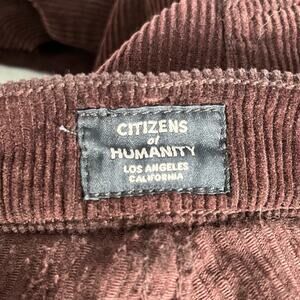 CITIZENS
of
HUMANITY
LOS ANGELES
CALIFORNIA